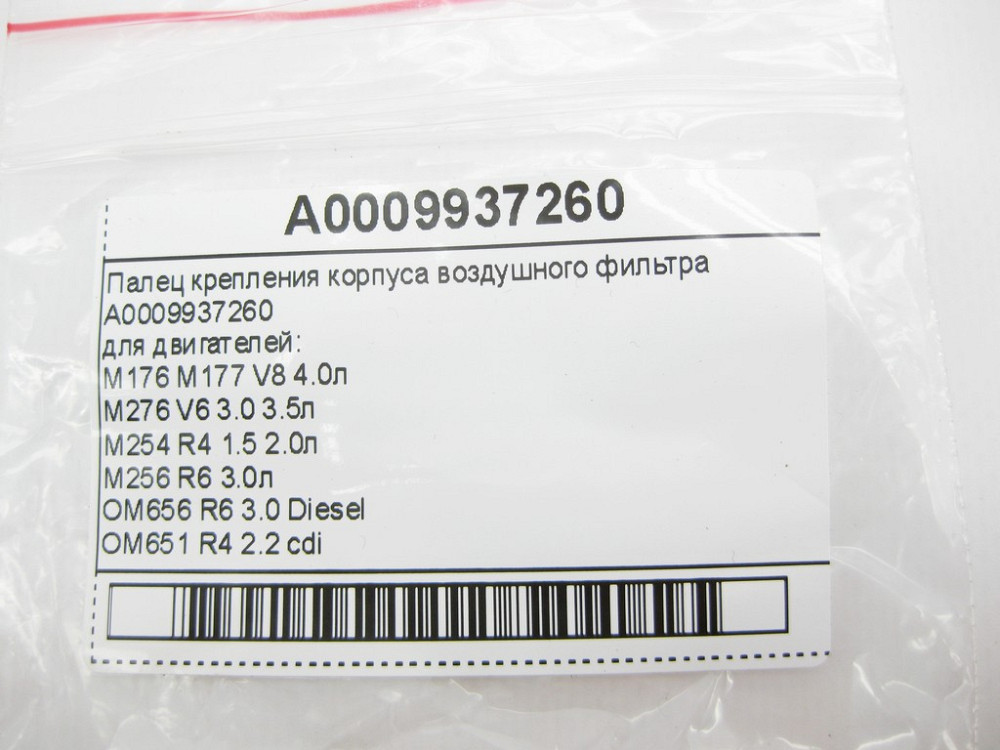 A0009937260
Палец крепления корпуса воздушного фильтра
A0009937260
для двигателей:
M176 M177 V8 4.0л
M276 V6 3.0 3.5л
M254 R4 1.5 2.0л
M256 R6 3.0л
OM656 R6 3.0 Diesel
OM651 R4 2.2 cdi